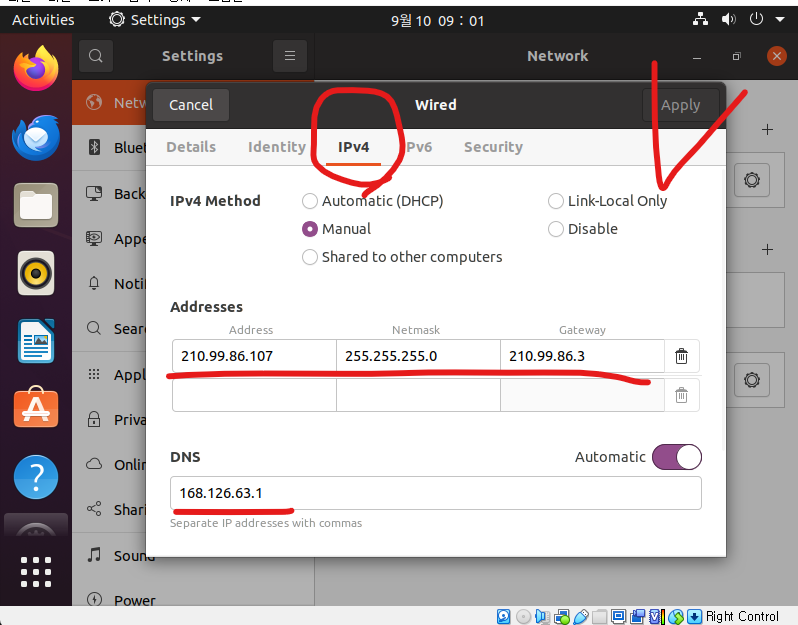 Activities Settings 9월 10 09 : 01
Settings Network
Cancel Wired Apply
Details Identity IPv4 Pv6 Security
Netw
Bluet
Back
Appe
Notif
Sear
Appl
Priva
Onlin
Shari
Sound
Power
IPv4 Method Automatic (DHCP) Link-Local Only
Manual Disable
Shared to other computers
Addresses
Address Netmask Gateway
210.99.86.107 255.255.255.0 210.99.86.3
DNS Automatic
168.126.63.1
Separate IP addresses with commas
Right Control